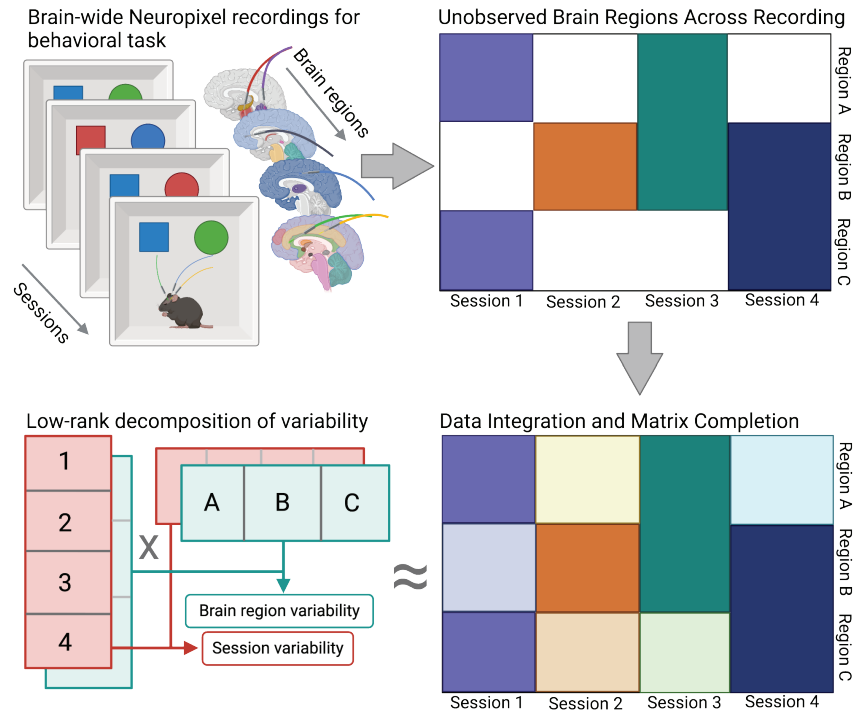 Brain-wide Neuropixel recordings for
behavioral task
Brain regions
Sessions
Unobserved Brain Regions Across Recording
Region A
Region B
Region C
Session 1
Session 2
Session 3
Session 4
Low-rank decomposition of variability
1
2
3
4
X
A
B
C
Brain region variability
Session variability
≈
Data Integration and Matrix Completion
Region A
Region B
Region C
Session 1
Session 2
Session 3
Session 4